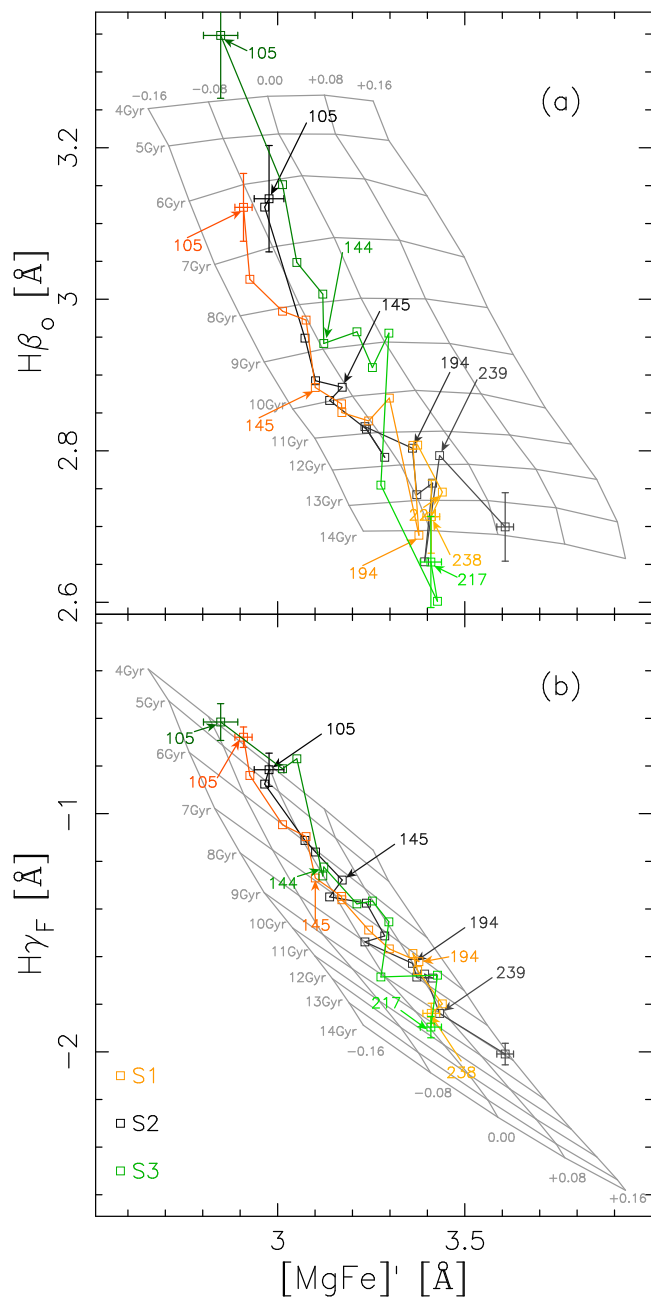 −0.16
−0.08
0.00
+0.08
+0.16
105
(a)
4Gyr
105
3.2
5Gyr
6Gyr
105
144
7Gyr
3
8Gyr
145
9Gyr
194
239
10Gyr
145
11Gyr
2.8
12Gyr
13Gyr
14Gyr
194
238
217
2.6
Hβo [Å]
4Gyr
(b)
5Gyr
105
105
6Gyr
105
7Gyr
−1
145
8Gyr
144
9Gyr
145
194
10Gyr
194
11Gyr
239
12Gyr
217
13Gyr
14Gyr
−2
−0.16
238
−0.08
S1
0.00
S2
+0.08
S3
+0.16
HγF [Å]
3
3.5
[MgFe]' [Å]